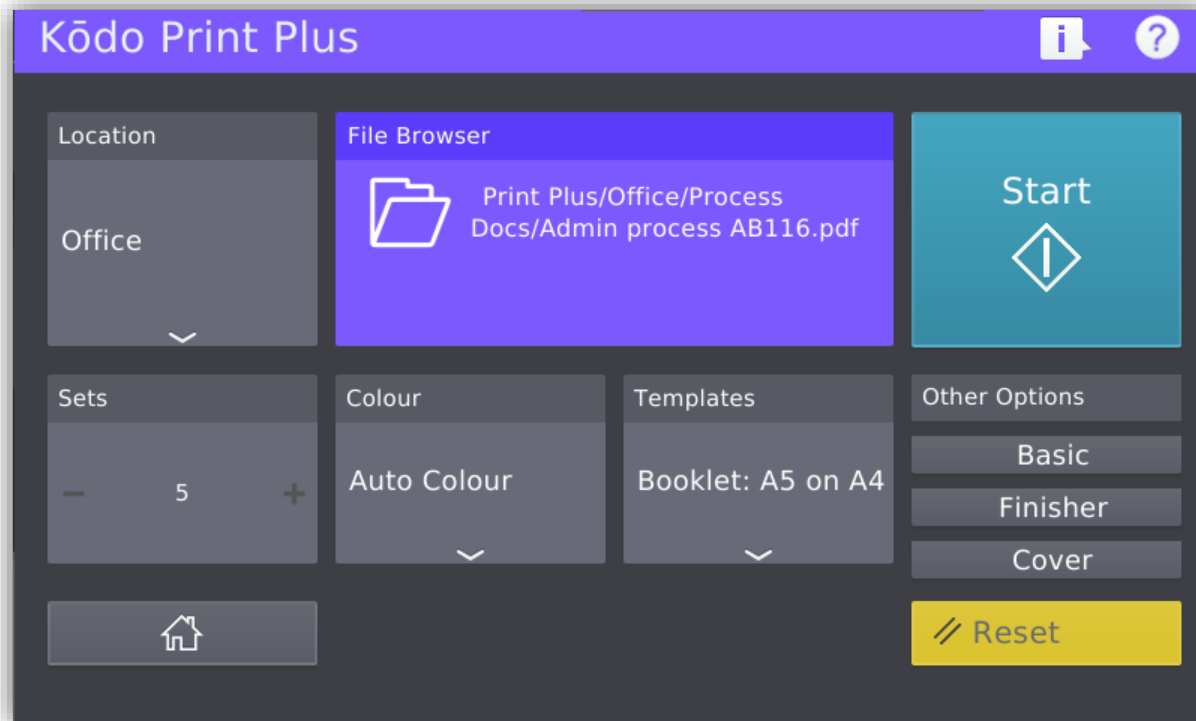 Kōdo Print Plus
i
?
Location
Office
File Browser
Print Plus/Office/Process
Docs/Admin process AB116.pdf
Start
Sets
− 5 +
Colour
Auto Colour
Templates
Booklet: A5 on A4
Other Options
Basic
Finisher
Cover
Reset